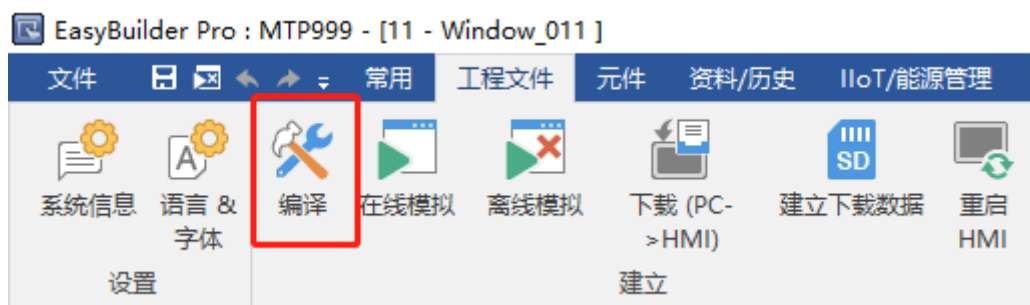 EasyBuilder Pro : MTP999 - [11 - Window_011 ]
文件 常用 工程文件 元件 资料/历史 IIoT/能源管理
A SD
系统信息 语言 & 编译 在线模拟 离线模拟 下载 (PC- 建立下载数据 重启
字体 >HMI) HMI
设置 建立